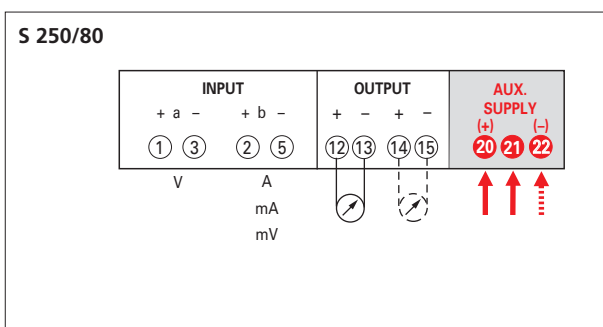 S 250/80
INPUT OUTPUT AUX.
SUPPLY
+ a – + b – + – + – (+) (–)
1 3 2 5 12 13 14 15 20 21 22
V A
mA
mV